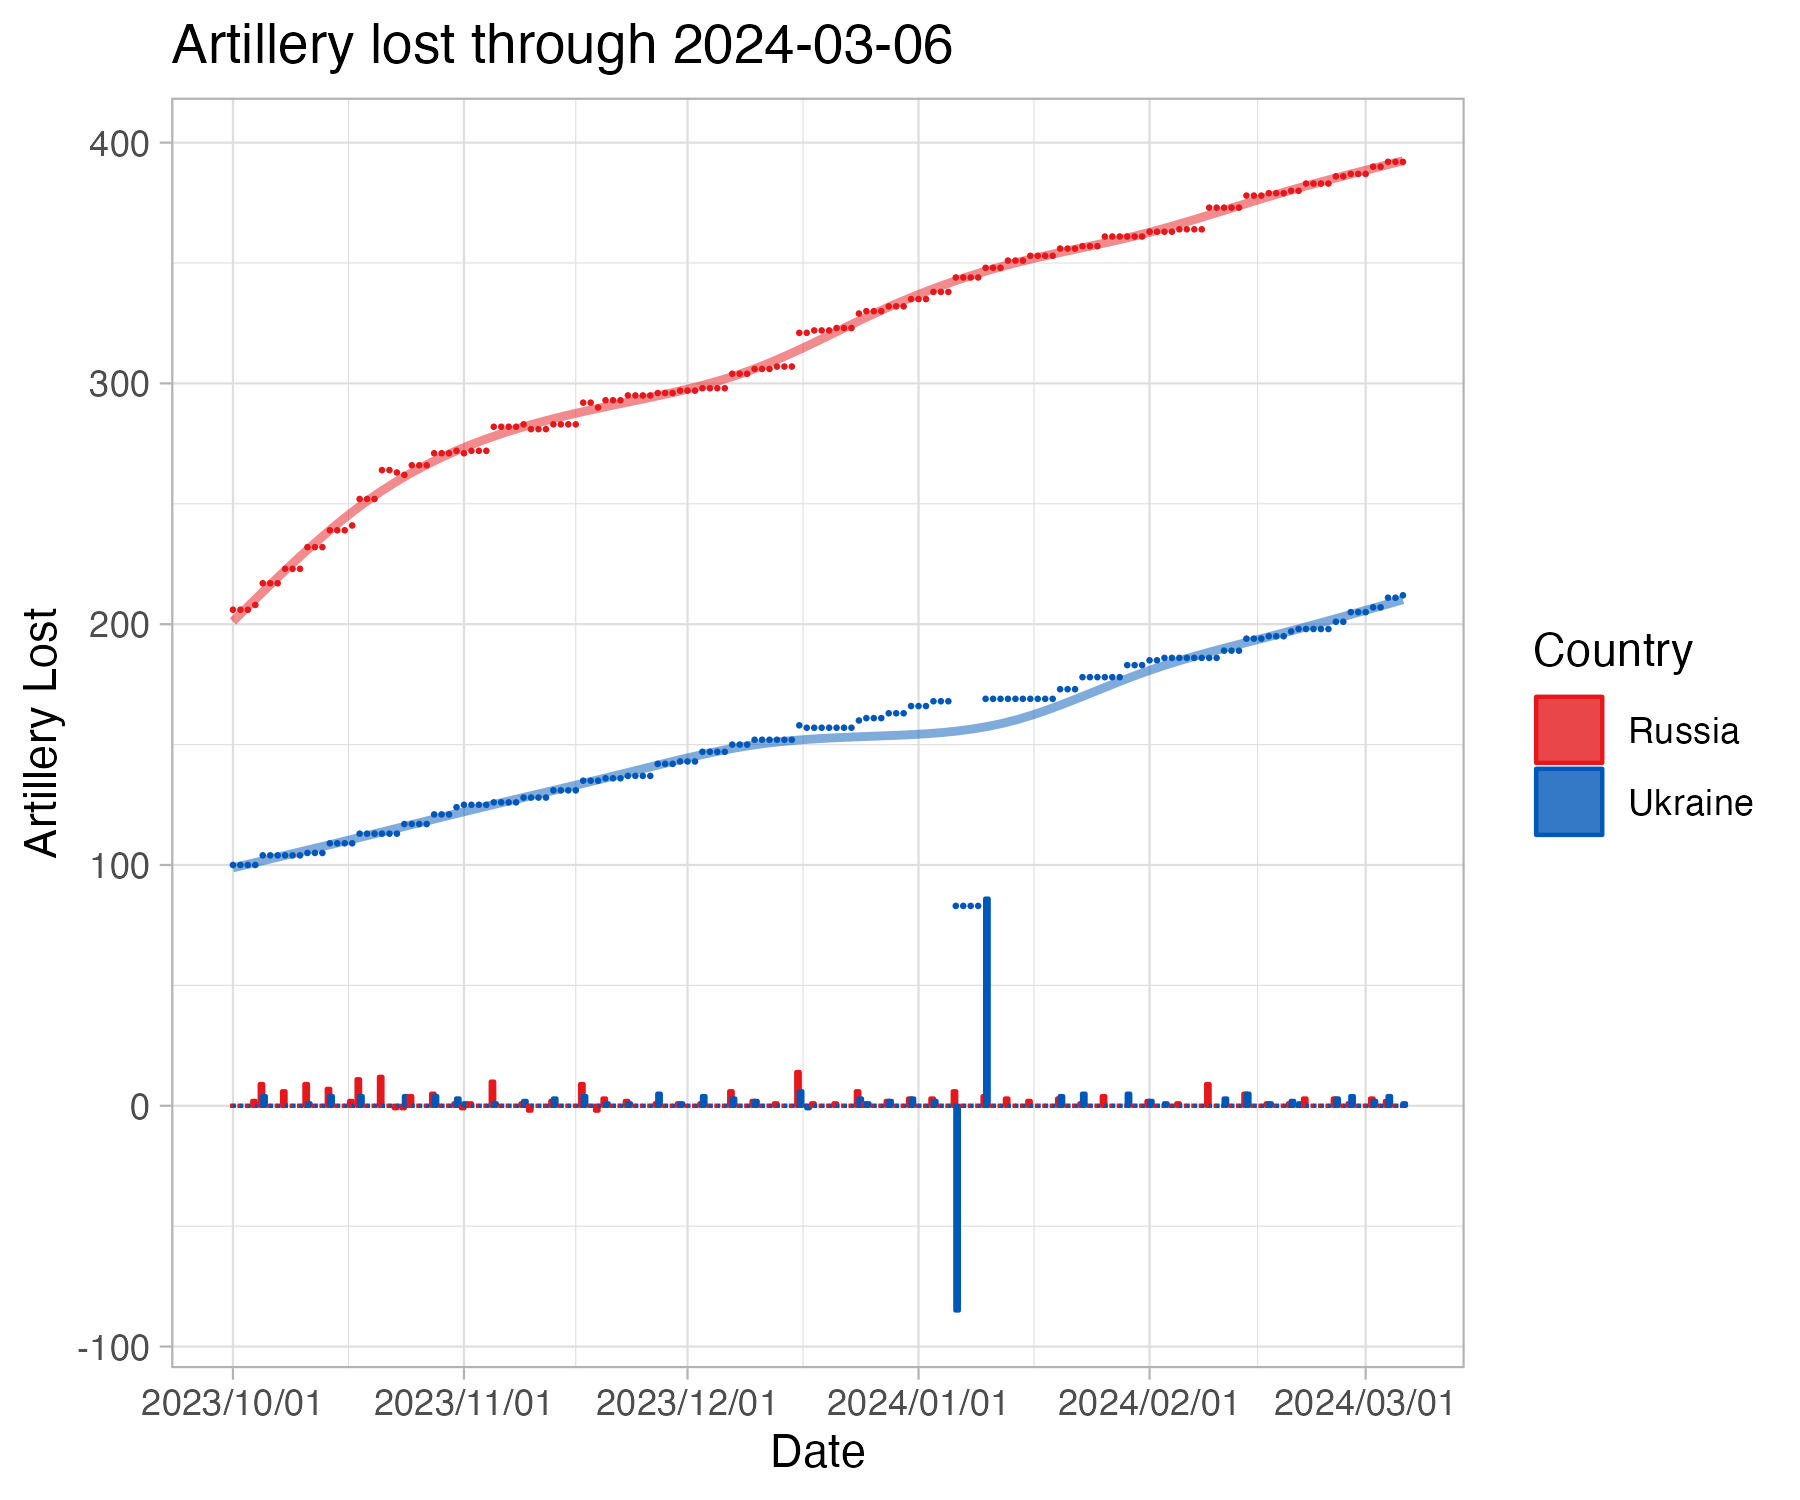 Artillery lost through 2024-03-06
400
300
200
100
0
-100
Artillery Lost
2023/10/01
2023/11/01
2023/12/01
2024/01/01
2024/02/01
2024/03/01
Date
Country
Russia
Ukraine